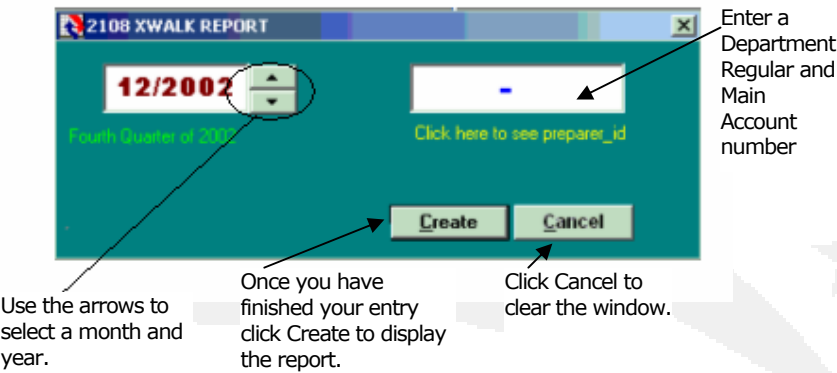 2108 XWALK REPORT
Enter a
Department
Regular and
Main
Account
number
12/2002
-
Fourth Quarter of 2002
Click here to see preparer_id
Create
Cancel
Use the arrows to
select a month and
year.
Once you have
finished your entry
click Create to display
the report.
Click Cancel to
clear the window.